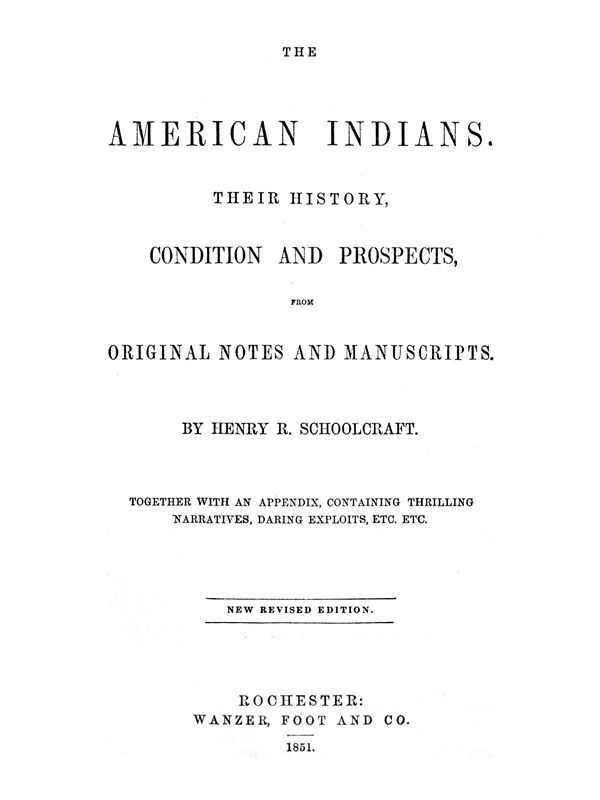 THE
AMERICAN INDIANS.
THEIR HISTORY,
CONDITION AND PROSPECTS,
FROM
ORIGINAL NOTES AND MANUSCRIPTS.
BY HENRY R. SCHOOLCRAFT.
TOGETHER WITH AN APPENDIX, CONTAINING THRILLING
NARRATIVES, DARING EXPLOITS, ETC. ETC.
NEW REVISED EDITION.
ROCHESTER:
WANZER, FOOT AND CO.
1851.